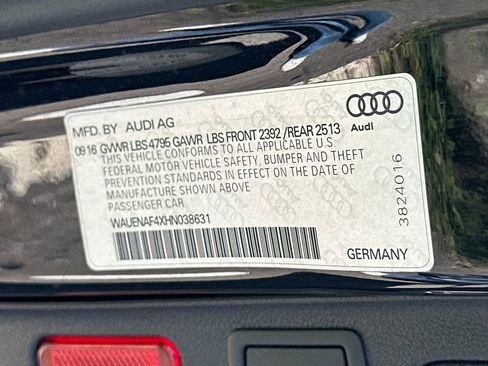 MFD. BY AUDI AG
09 16 GVWR LBS 4795 GAWR LBS FRONT 2392 / REAR 2513
THIS VEHICLE CONFORMS TO ALL APPLICABLE U.S.
FEDERAL MOTOR VEHICLE SAFETY, BUMPER AND THEFT
PREVENTION STANDARDS IN EFFECT ON THE DATE OF
MANUFACTURE SHOWN ABOVE
PASSENGER CAR
WAUENAF4XHN038631
Audi
3824016
GERMANY